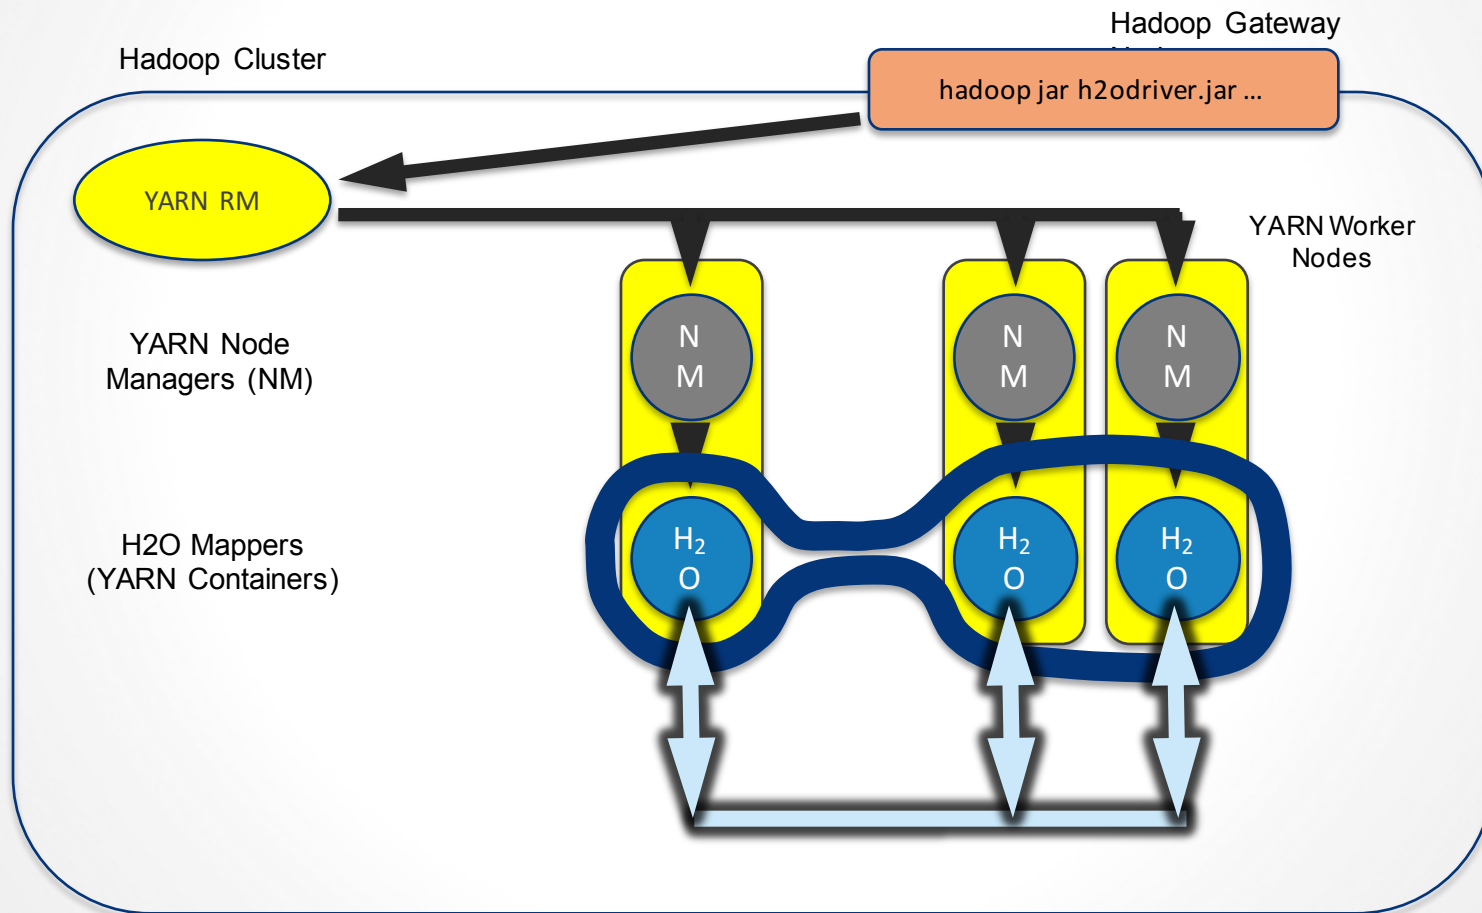 Hadoop Gateway
Hadoop Cluster
hadoop jar h2odriver.jar ...
YARN RM
YARN Worker
Nodes
N
M
N
M
N
M
YARN Node
Managers (NM)
H2
O
H2
O
H2
O
H2O Mappers
(YARN Containers)